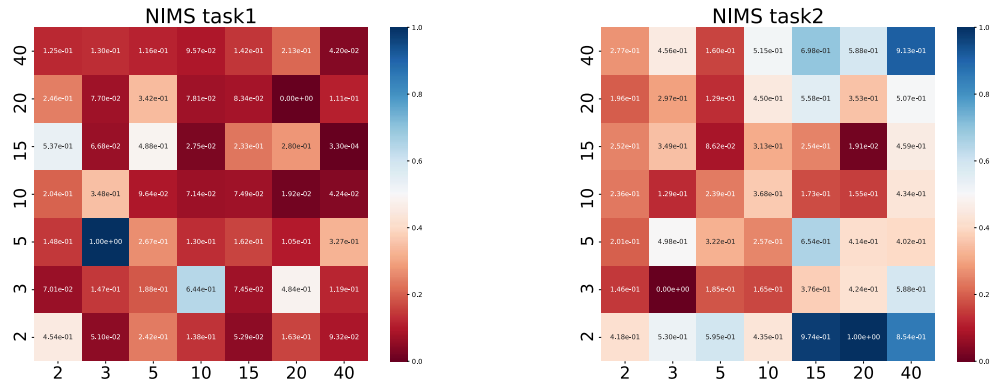 NIMS task1
40 1.25e-01 1.30e-01 1.16e-01 9.57e-02 1.42e-01 2.13e-01 4.20e-02
20 2.46e-01 7.70e-02 3.42e-01 7.81e-02 8.34e-02 0.00e+00 1.11e-01
15 5.37e-01 6.68e-02 4.88e-01 2.75e-02 2.33e-01 2.80e-01 3.30e-04
10 2.04e-01 3.48e-01 9.64e-02 7.14e-02 7.49e-02 1.92e-02 4.24e-02
5 1.48e-01 1.00e+00 2.67e-01 1.30e-01 1.62e-01 1.05e-01 3.27e-01
3 7.01e-02 1.47e-01 1.88e-01 6.44e-01 7.45e-02 4.84e-01 1.19e-01
2 4.54e-01 5.10e-02 2.42e-01 1.38e-01 5.29e-02 1.63e-01 9.32e-02
2 3 5 10 15 20 40
1.0
0.8
0.6
0.4
0.2
0.0
NIMS task2
40 2.77e-01 4.56e-01 1.60e-01 5.15e-01 6.98e-01 5.88e-01 9.13e-01
20 1.96e-01 2.97e-01 1.29e-01 4.50e-01 5.58e-01 3.53e-01 5.07e-01
15 2.52e-01 3.49e-01 8.62e-02 3.13e-01 2.54e-01 1.91e-02 4.59e-01
10 2.36e-01 1.29e-01 2.39e-01 3.68e-01 1.73e-01 1.55e-01 4.34e-01
5 2.01e-01 4.98e-01 3.22e-01 2.57e-01 6.54e-01 4.14e-01 4.02e-01
3 1.46e-01 0.00e+00 1.85e-01 1.65e-01 3.76e-01 4.24e-01 5.88e-01
2 4.18e-01 5.30e-01 5.95e-01 4.35e-01 9.74e-01 1.00e+00 8.54e-01
2 3 5 10 15 20 40
1.0
0.8
0.6
0.4
0.2
0.0